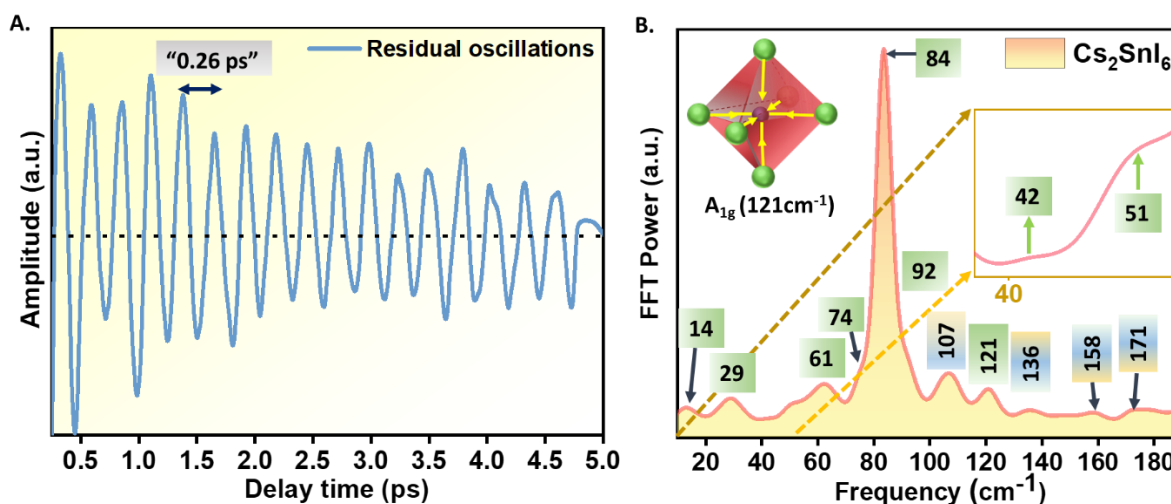 A.
"0.26 ps"
Residual oscillations
Amplitude (a.u.)
0.5 1.0 1.5 2.0 2.5 3.0 3.5 4.0 4.5 5.0
Delay time (ps)
B.
84
Cs₂SnI₆
A₁g (121cm⁻¹)
42
51
40
92
14
29
61
74
107
121
136
158
171
FFT Power (a.u.)
20 40 60 80 100 120 140 160 180
Frequency (cm⁻¹)